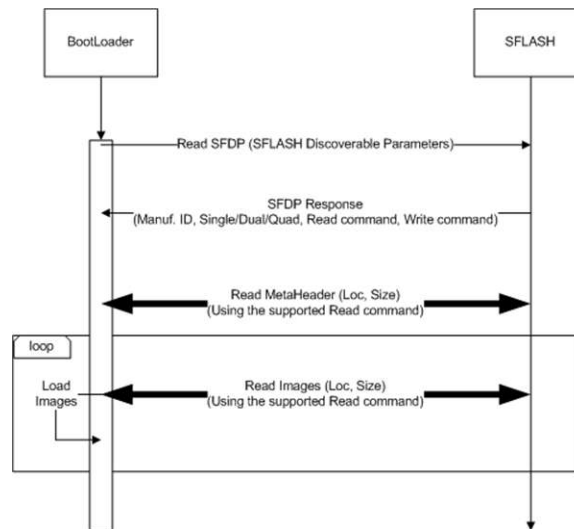 BootLoader
SFLASH
Read SFDP (SFLASH Discoverable Parameters)
SFDP Response
(Manuf. ID, Single/Dual/Quad, Read command, Write command)
Read MetaHeader (Loc, Size)
(Using the supported Read command)
loop
Load
Images
Read Images (Loc, Size)
(Using the supported Read command)